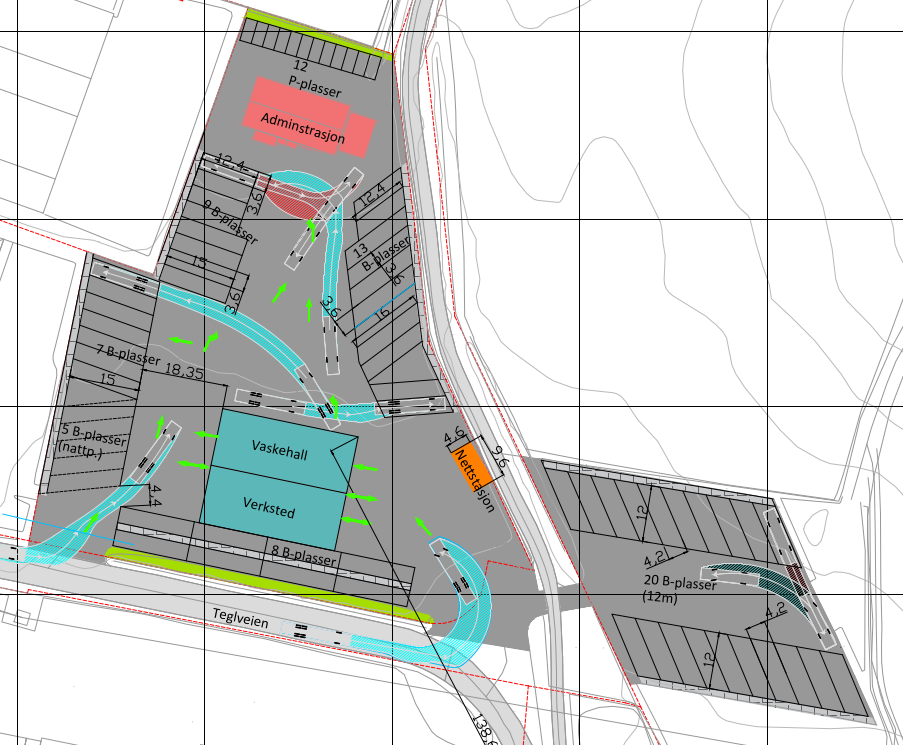 12
P-plasser
Adminstrasjon
12,4
3,6
9 B-plasser
15
3,6
12,4
13
B-plasser
3,6
16
3,6
7 B-plasser
15
18,35
5 B-plasser
(nattp.)
4,4
Vaskehall
Verksted
8 B-plasser
4,6
9,6
Nettstasjon
12
4,2
20 B-plasser
(12m)
4,2
12
Teglveien